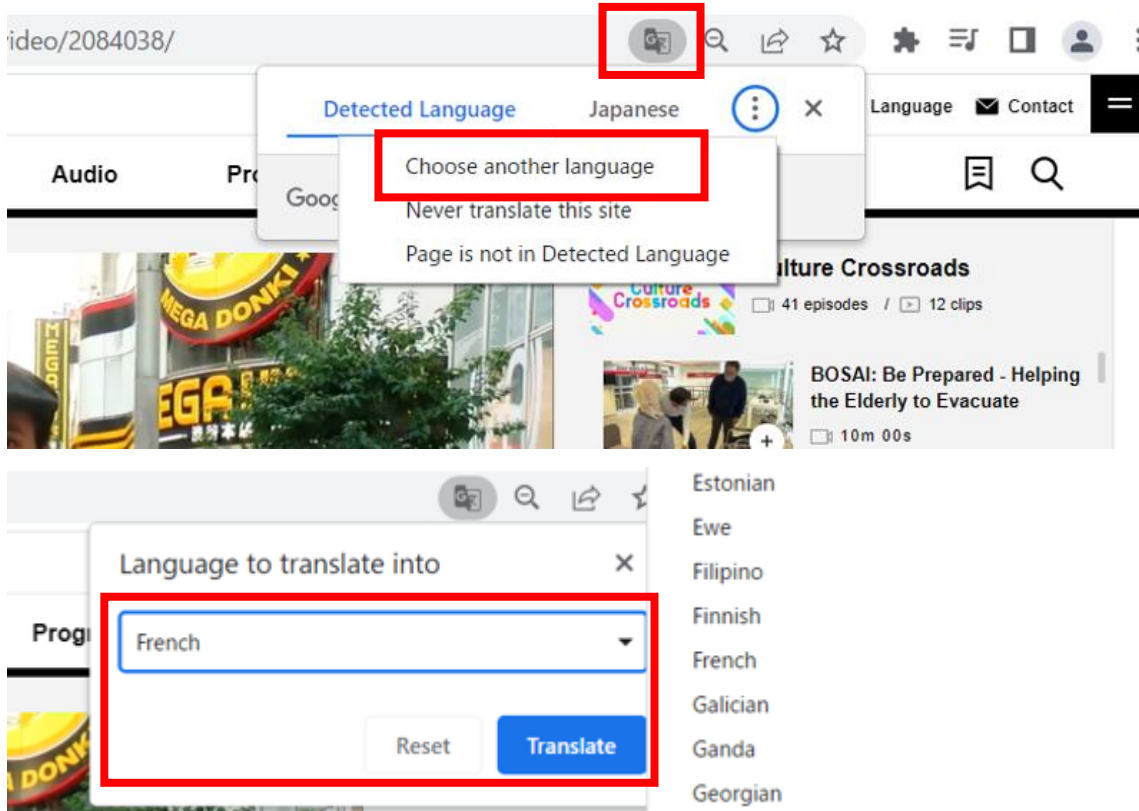 ideo/2084038/
Detected Language Japanese
Language Contact
Choose another language
Audio
Goog
Never translate this site
Page is not in Detected Language
ulture Crossroads
Culture
Crossroads
41 episodes / 12 clips
MEGA DONKI
MEGA
BOSAI: Be Prepared - Helping
the Elderly to Evacuate
10m 00s
Language to translate into
French
Progr
Reset Translate
Estonian
Ewe
Filipino
Finnish
French
Galician
Ganda
Georgian